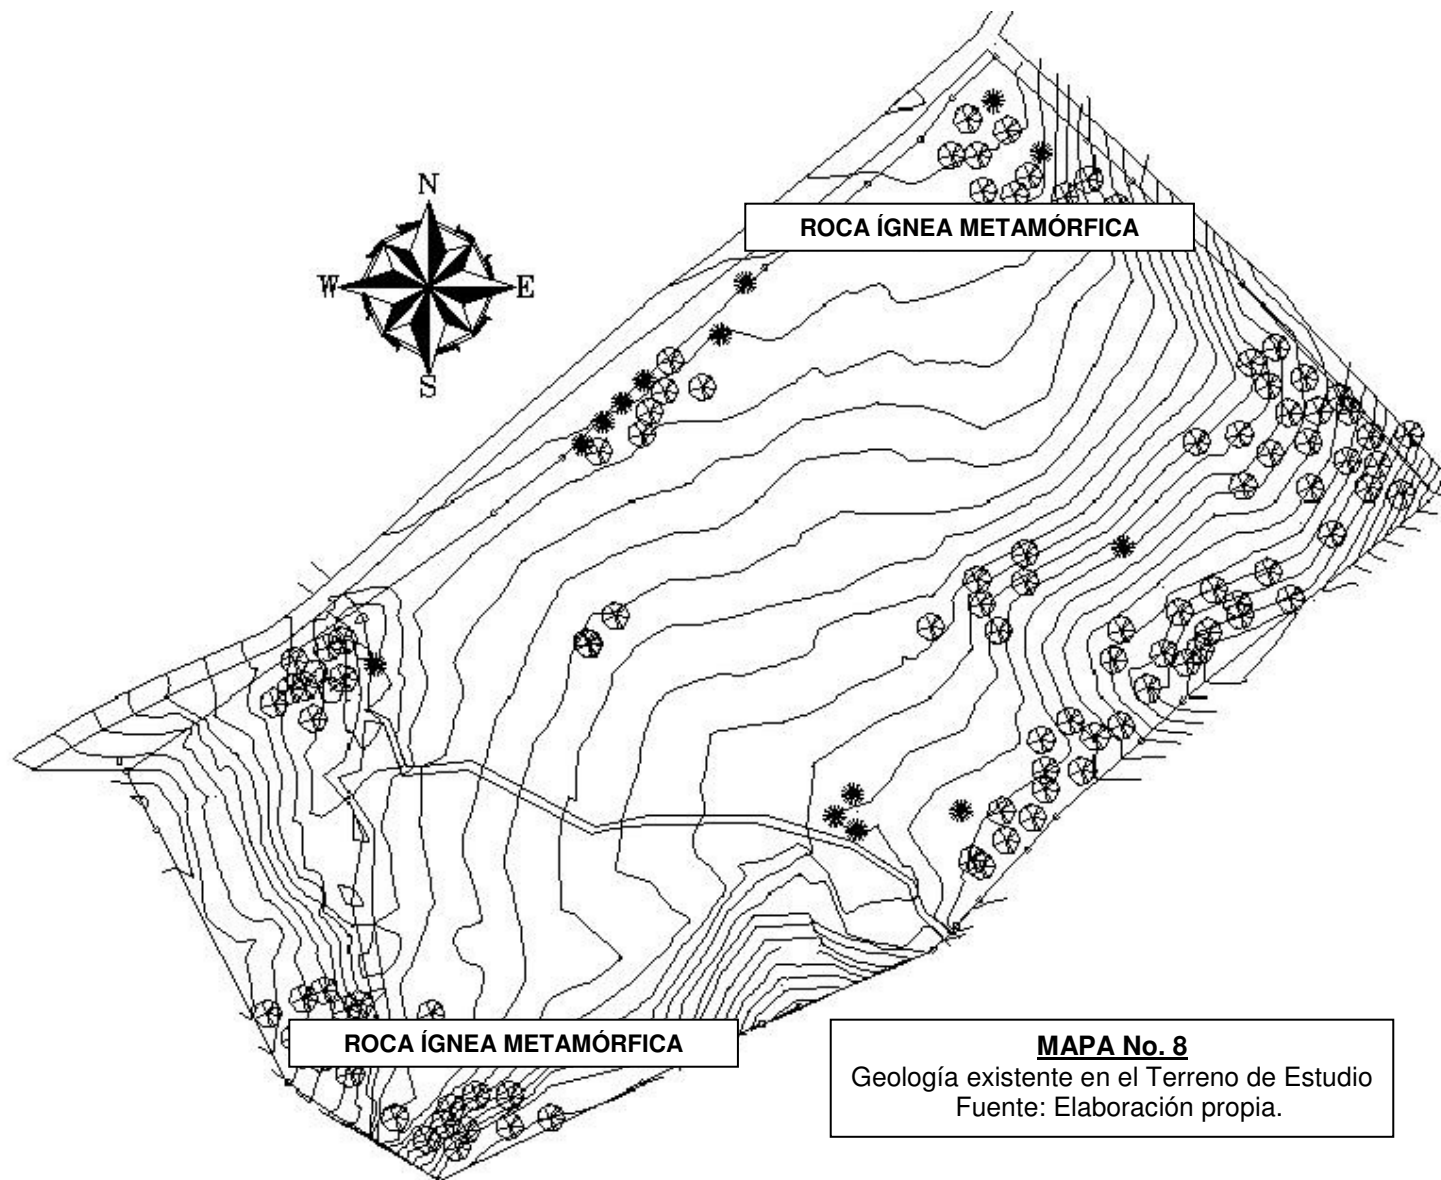 N
W E
S
ROCA ÍGNEA METAMÓRFICA
ROCA ÍGNEA METAMÓRFICA
MAPA No. 8
Geología existente en el Terreno de Estudio
Fuente: Elaboración propia.